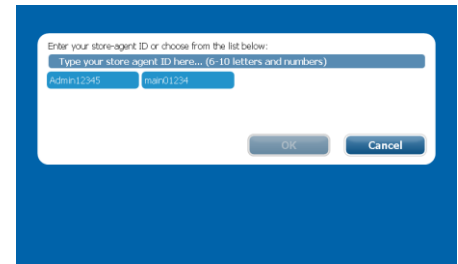 Enter your store-agent ID or choose from the list below:
Type your store agent ID here... (6-10 letters and numbers)
Admin12345 main01234
OK Cancel